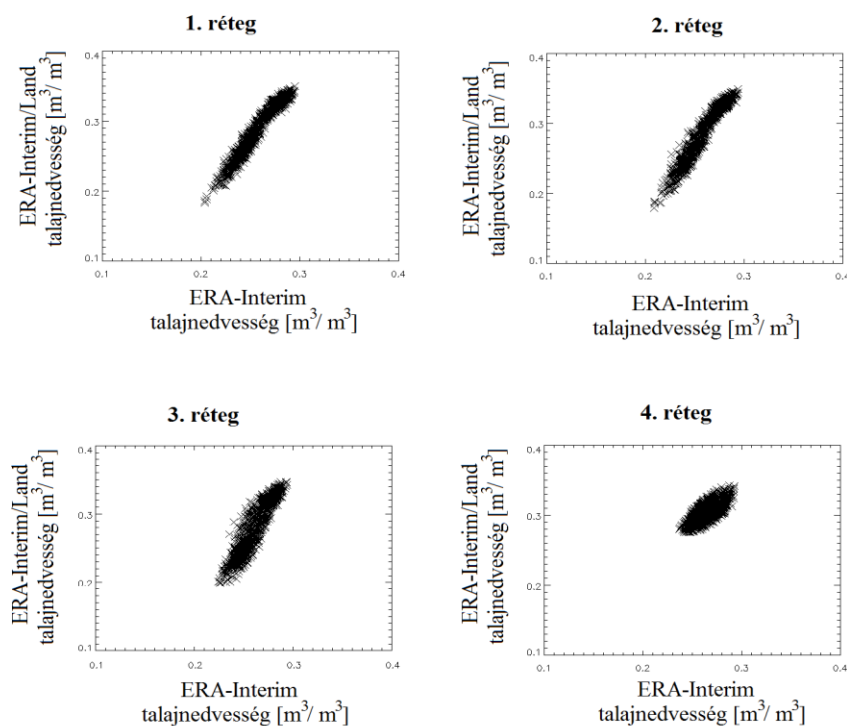 1. réteg
ERA-Interim/Land
talajnedvesség [m³/ m³]
0.4
0.3
0.2
0.1
0.1 0.2 0.3 0.4
ERA-Interim
talajnedvesség [m³/ m³]
2. réteg
ERA-Interim/Land
talajnedvesség [m³/ m³]
0.4
0.3
0.2
0.1
0.1 0.2 0.3 0.4
ERA-Interim
talajnedvesség [m³/ m³]
3. réteg
ERA-Interim/Land
talajnedvesség [m³/ m³]
0.4
0.3
0.2
0.1
0.1 0.2 0.3 0.4
ERA-Interim
talajnedvesség [m³/ m³]
4. réteg
ERA-Interim/Land
talajnedvesség [m³/ m³]
0.4
0.3
0.2
0.1
0.1 0.2 0.3 0.4
ERA-Interim
talajnedvesség [m³/ m³]